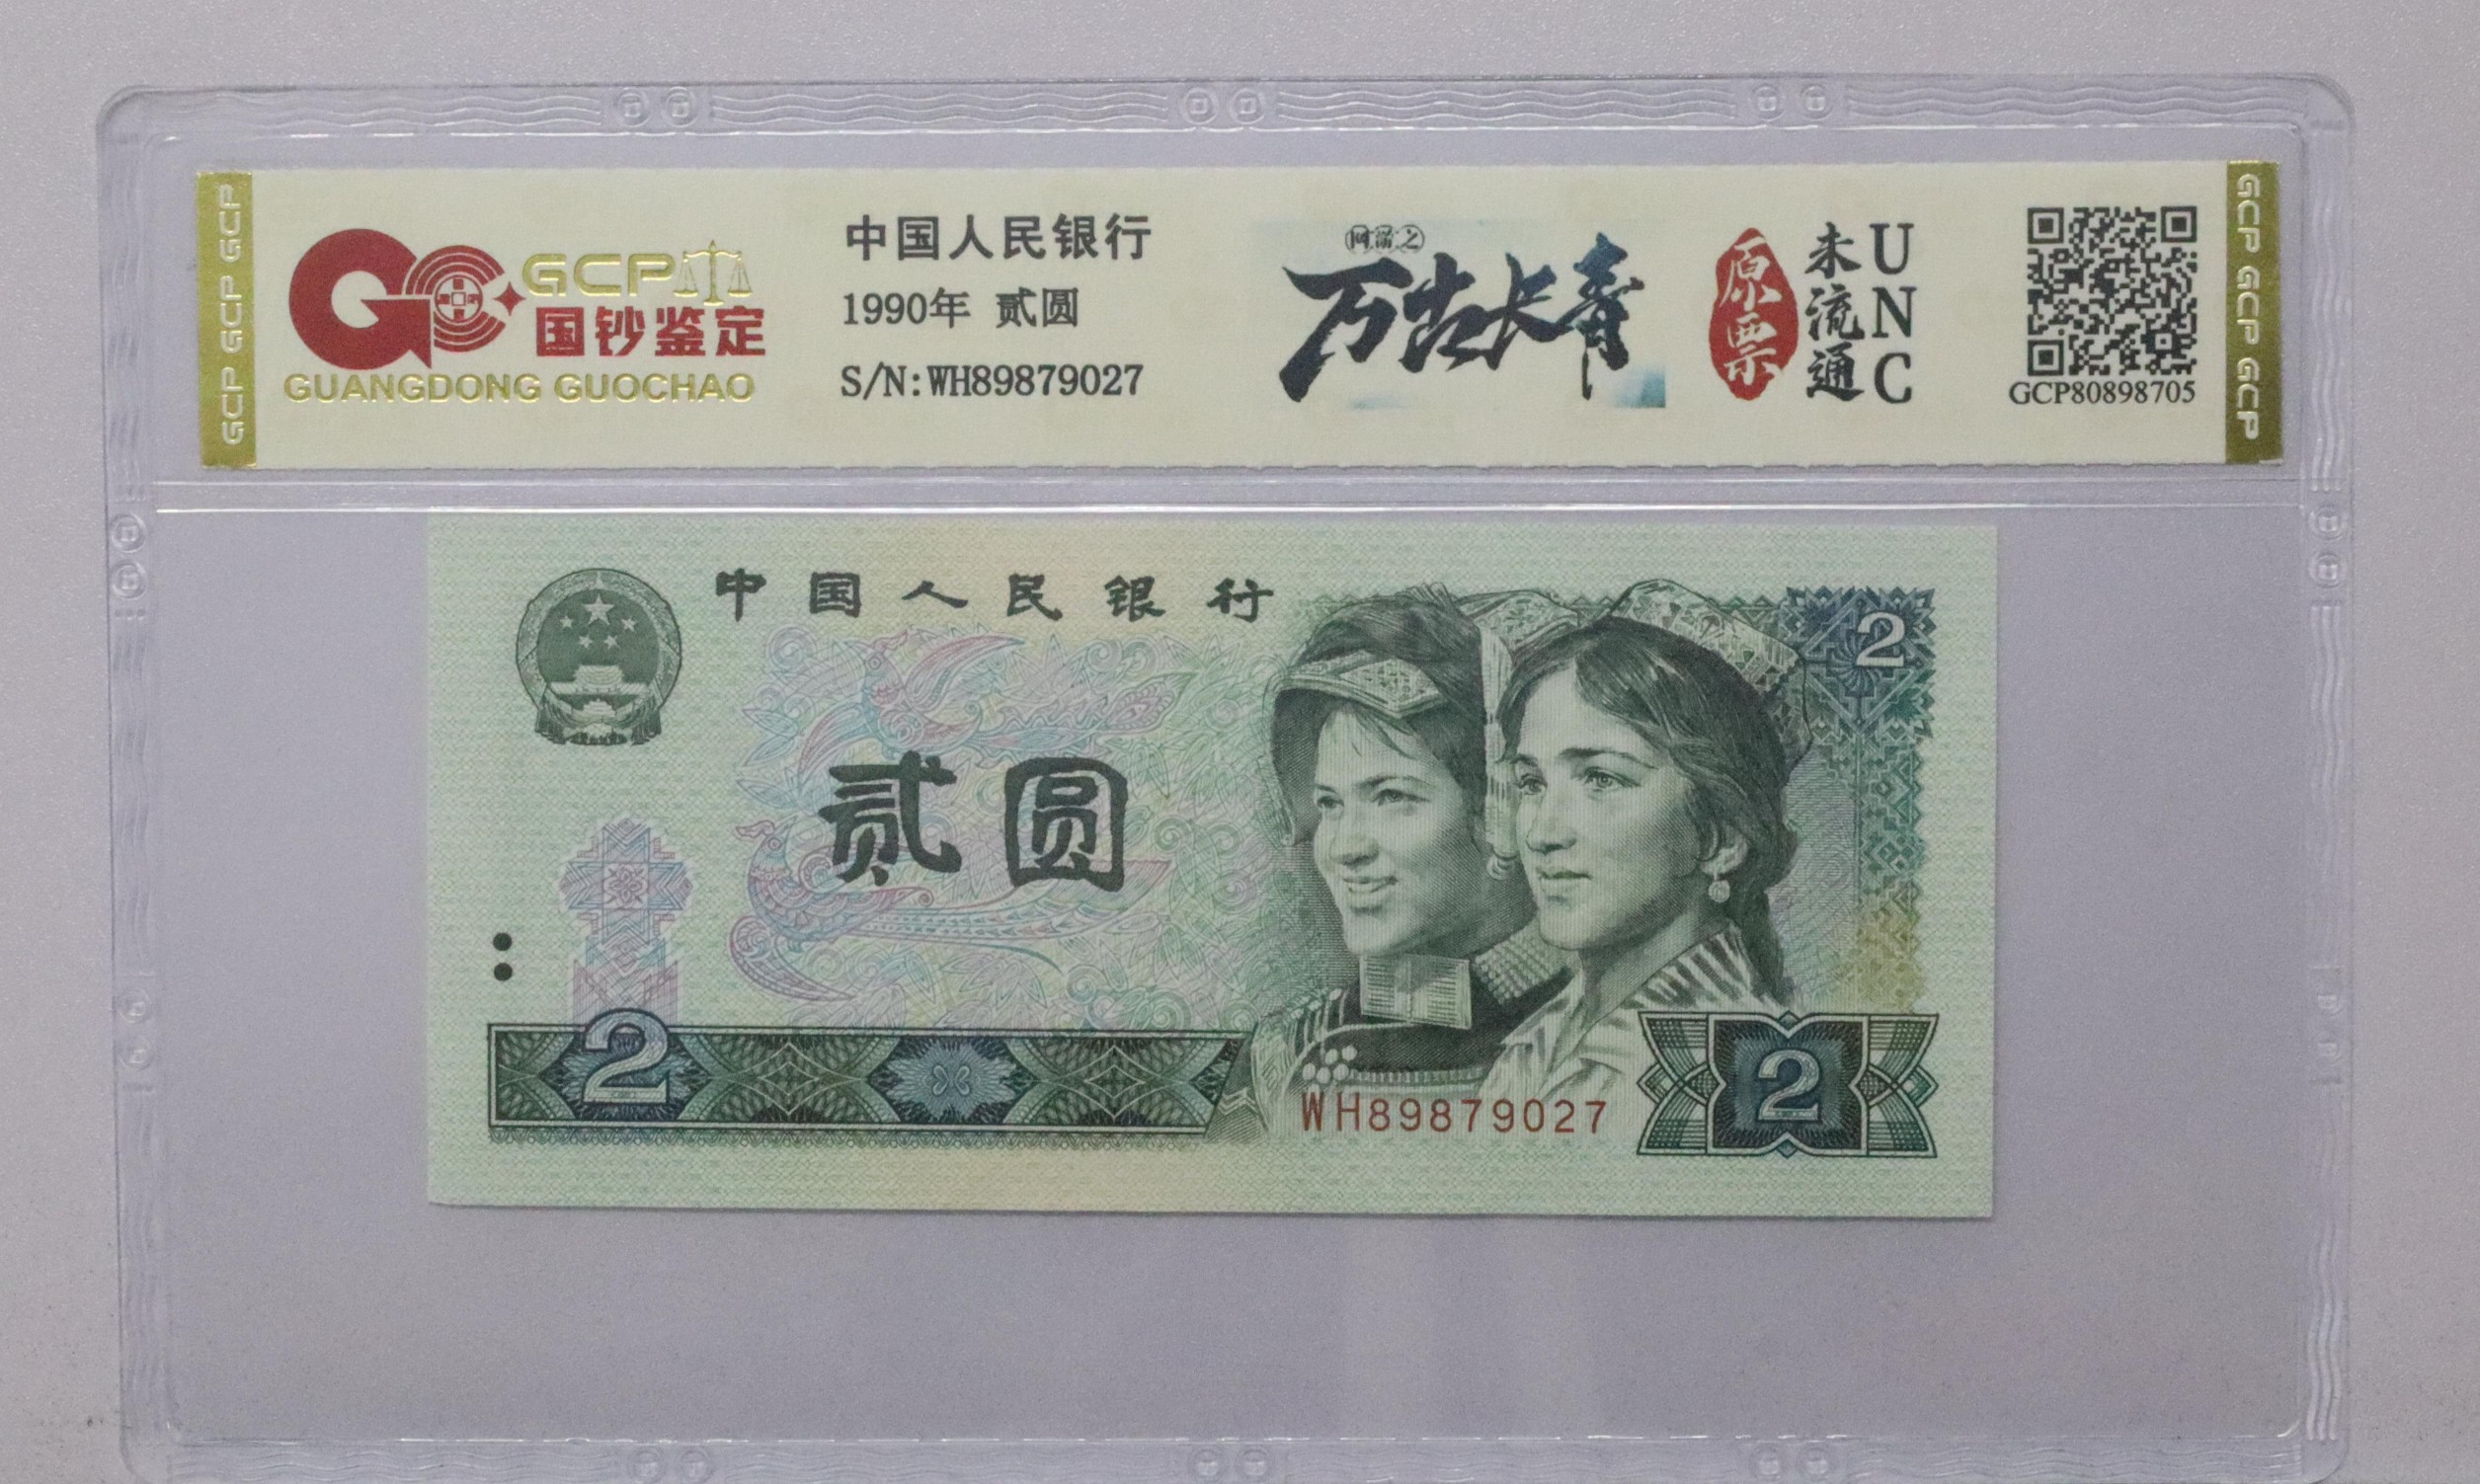 GCP GCP GCP
GCP
国钞鉴定
GUANGDONG GUOCHAO
中国人民银行
1990年 贰圆
S/N:WH89879027
之
万古长青
原票
未流通
UNC
GCP80898705
GCP GCP GCP
中国人民银行
2
贰圆
2
WH89879027
2